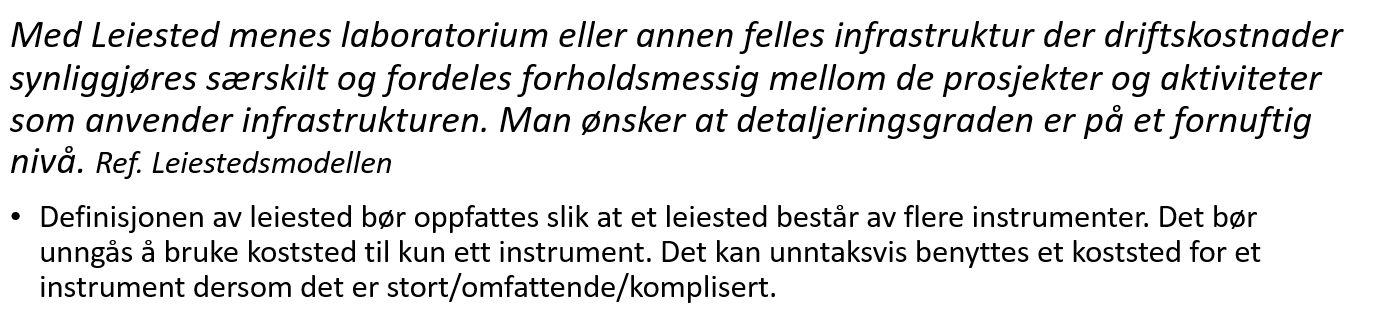 Med Leiested menes laboratorium eller annen felles infrastruktur der driftskostnader
synliggjøres særskilt og fordeles forholdsmessig mellom de prosjekter og aktiviteter
som anvender infrastrukturen. Man ønsker at detaljeringsgraden er på et fornuftig
nivå. Ref. Leiestedsmodellen
• Definisjonen av leiested bør oppfattes slik at et leiested består av flere instrumenter. Det bør
unngås å bruke koststed til kun ett instrument. Det kan unntaksvis benyttes et koststed for et
instrument dersom det er stort/omfattende/komplisert.